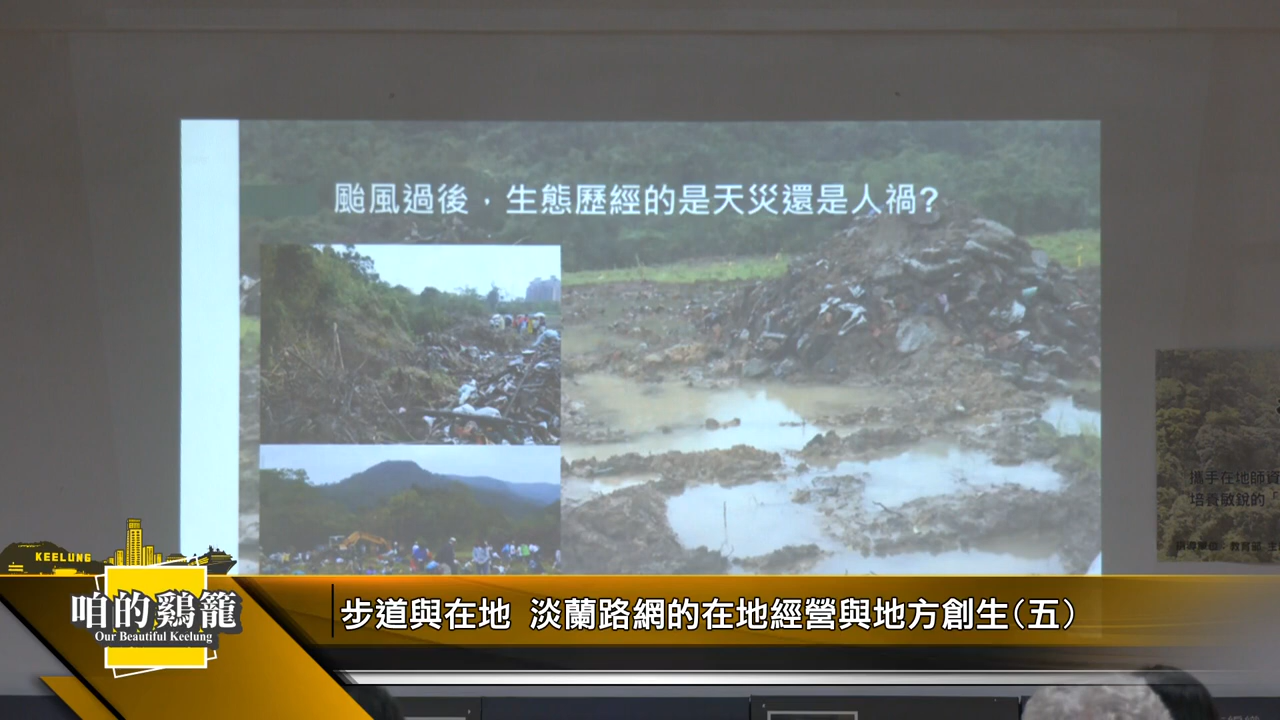 颱風過後，生態歷經的是天災還是人禍?
攜手在地師資
培養敏銳的
KEELUNG
咱的鷄籠
Our Beautiful Keelung
步道與在地 淡蘭路網的在地經營與地方創生(五)